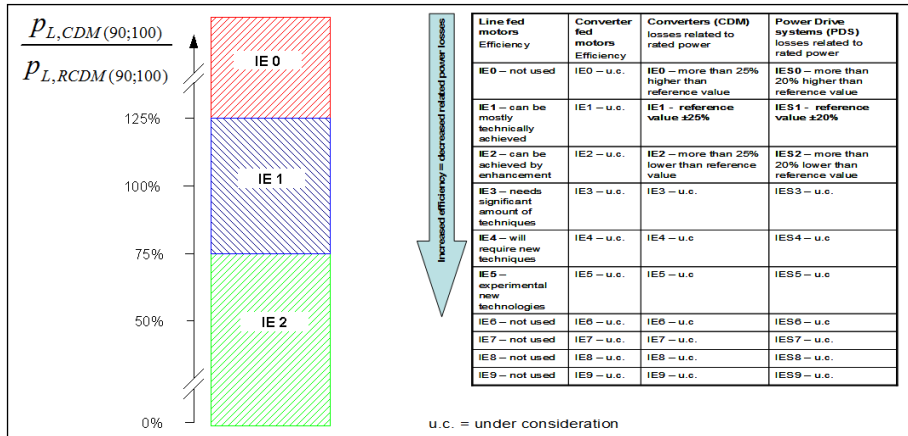 p L,CDM (90;100)
p L,RCDM (90;100)
IE 0
125%
IE 1
100%
75%
IE 2
50%
0%
Increased efficiency = decreased related power losses
Line fed motors Efficiency
Converter fed motors Efficiency
Converters (CDM) losses related to rated power
Power Drive systems (PDS) losses related to rated power
IE0 – not used
IE0 – u.c.
IE0 – more than 25% higher than reference value
IES0 – more than 20% higher than reference value
IE1 – can be mostly technically achieved
IE1 – u.c.
IE1 - reference value ±25%
IES1 - reference value ±20%
IE2 – can be achieved by enhancement
IE2 – u.c.
IE2 – more than 25% lower than reference value
IES2 – more than 20% lower than reference value
IE3 – needs significant amount of techniques
IE3 – u.c.
IE3 – u.c.
IES3 – u.c.
IE4 – will require new techniques
IE4 – u.c.
IE4 – u.c
IES4 – u.c
IE5 – experimental new technologies
IE5 – u.c.
IE5 – u.c
IES5 – u.c
IE6 – not used
IE6 – u.c.
IE6 – u.c
IES6 – u.c
IE7 – not used
IE7 – u.c.
IE7 – u.c.
IES7 – u.c.
IE8 – not used
IE8 – u.c.
IE8 – u.c.
IES8 – u.c.
IE9 – not used
IE9 – u.c.
IE9 – u.c.
IES9 – u.c.
u.c. = under consideration